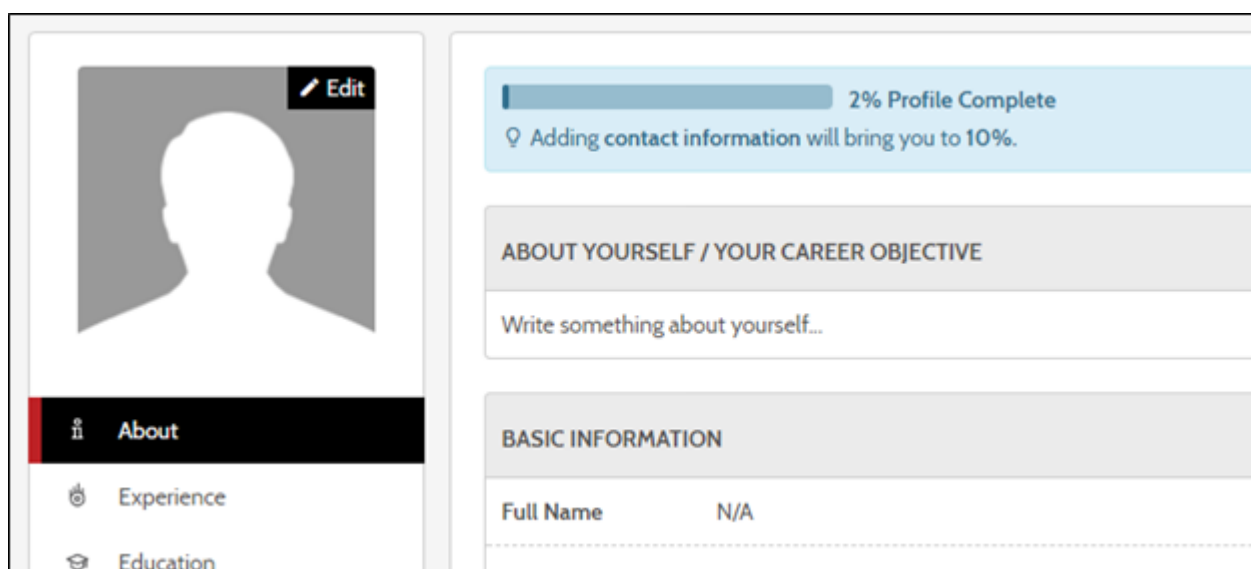 Edit
About
Experience
Education
2% Profile Complete
Adding contact information will bring you to 10%.
ABOUT YOURSELF / YOUR CAREER OBJECTIVE
Write something about yourself...
BASIC INFORMATION
Full Name N/A